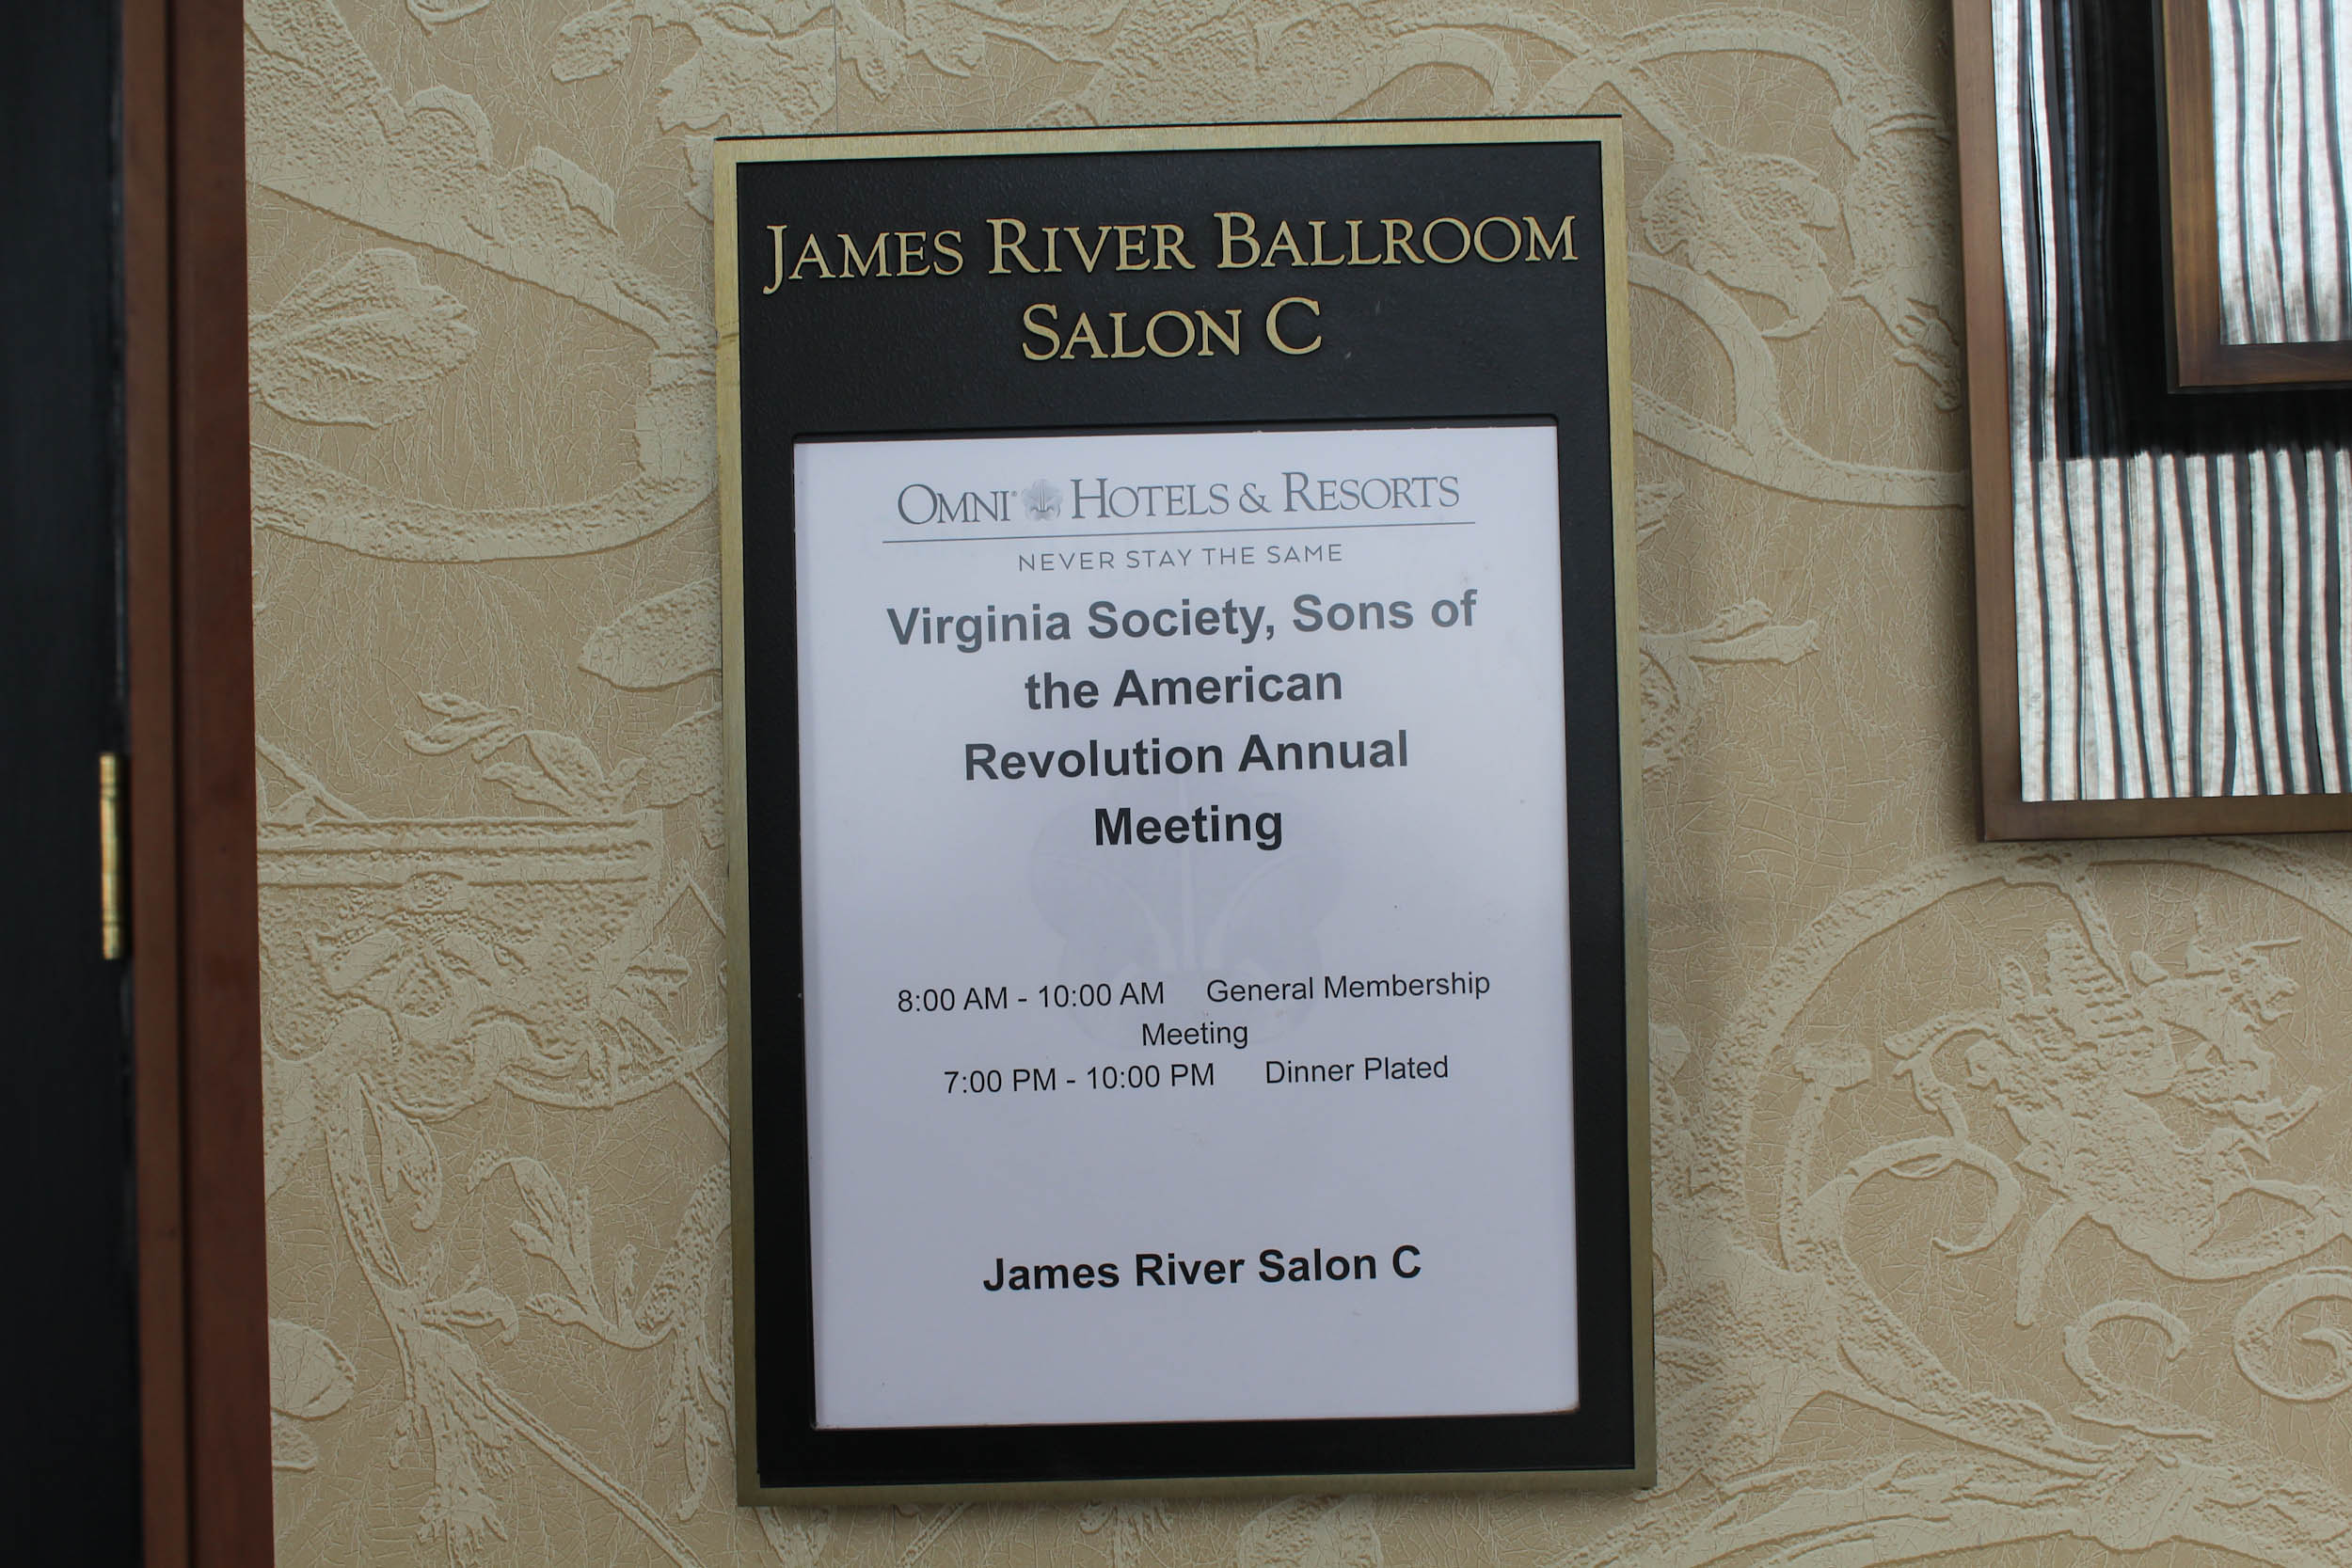 JAMES RIVER BALLROOM
SALON C
OMNI® HOTELS & RESORTS
NEVER STAY THE SAME
Virginia Society, Sons of
the American
Revolution Annual
Meeting
8:00 AM - 10:00 AM General Membership
Meeting
7:00 PM - 10:00 PM Dinner Plated
James River Salon C